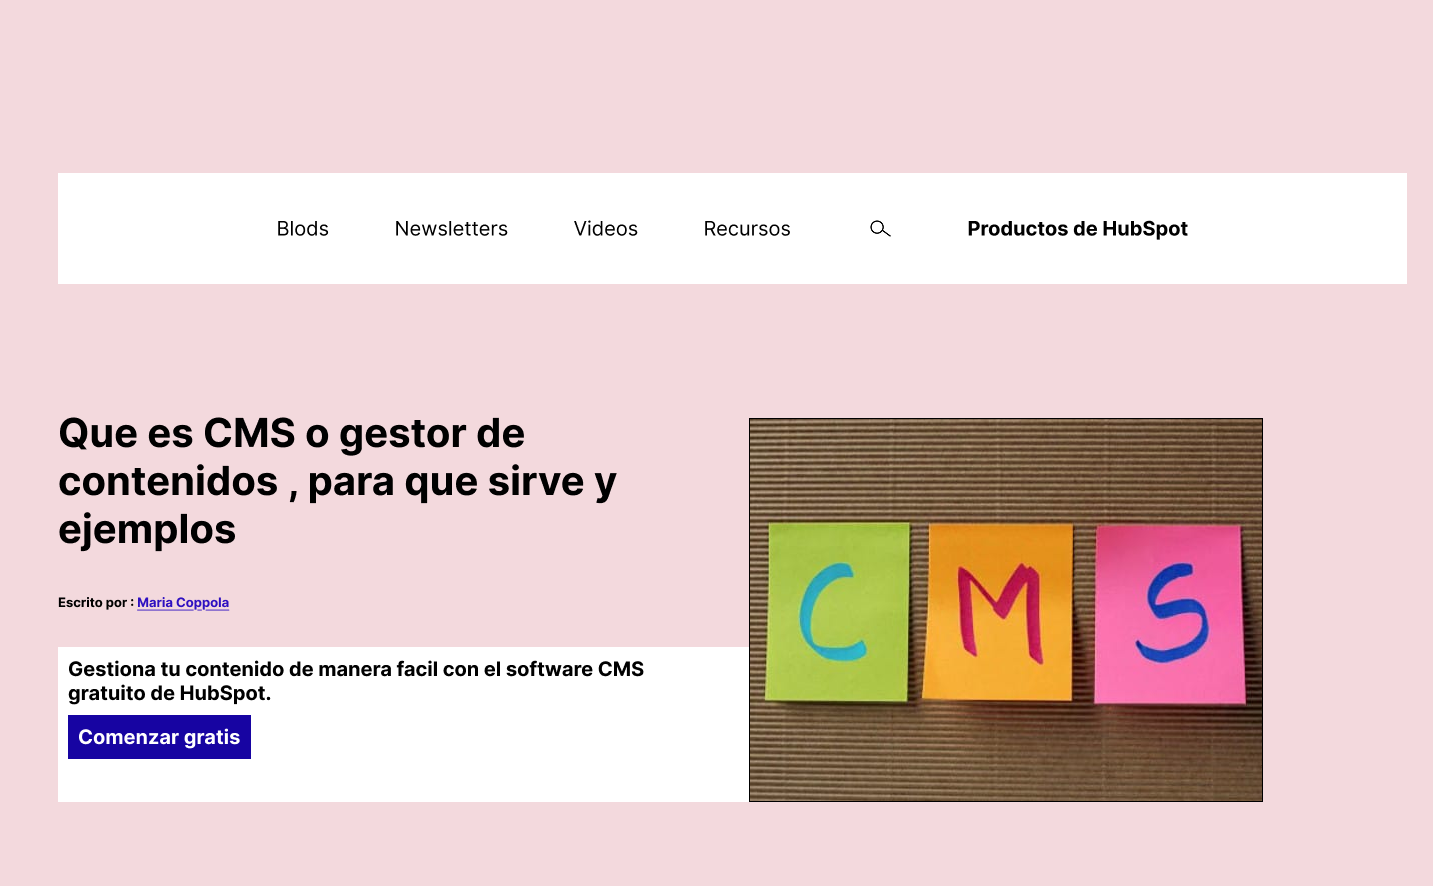 Blods Newsletters Videos Recursos Productos de HubSpot
Que es CMS o gestor de
contenidos , para que sirve y
ejemplos
Escrito por : Maria Coppola
Gestiona tu contenido de manera facil con el software CMS
gratuito de HubSpot.
Comenzar gratis
C M S